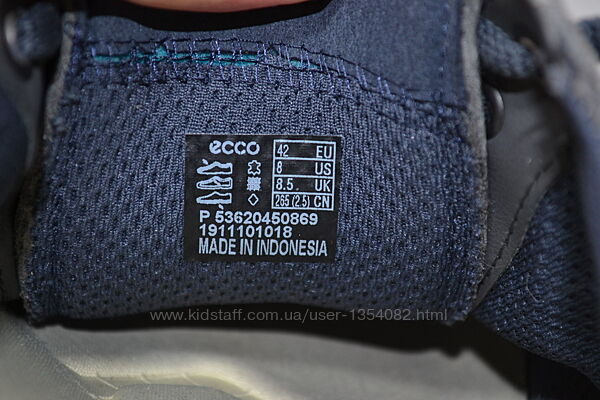 ecco
42 EU
8 US
8.5. UK
265 (2.5) CN
P 53620450869
1911101018
MADE IN INDONESIA
www.kidstaff.com.ua/user-1354082.html